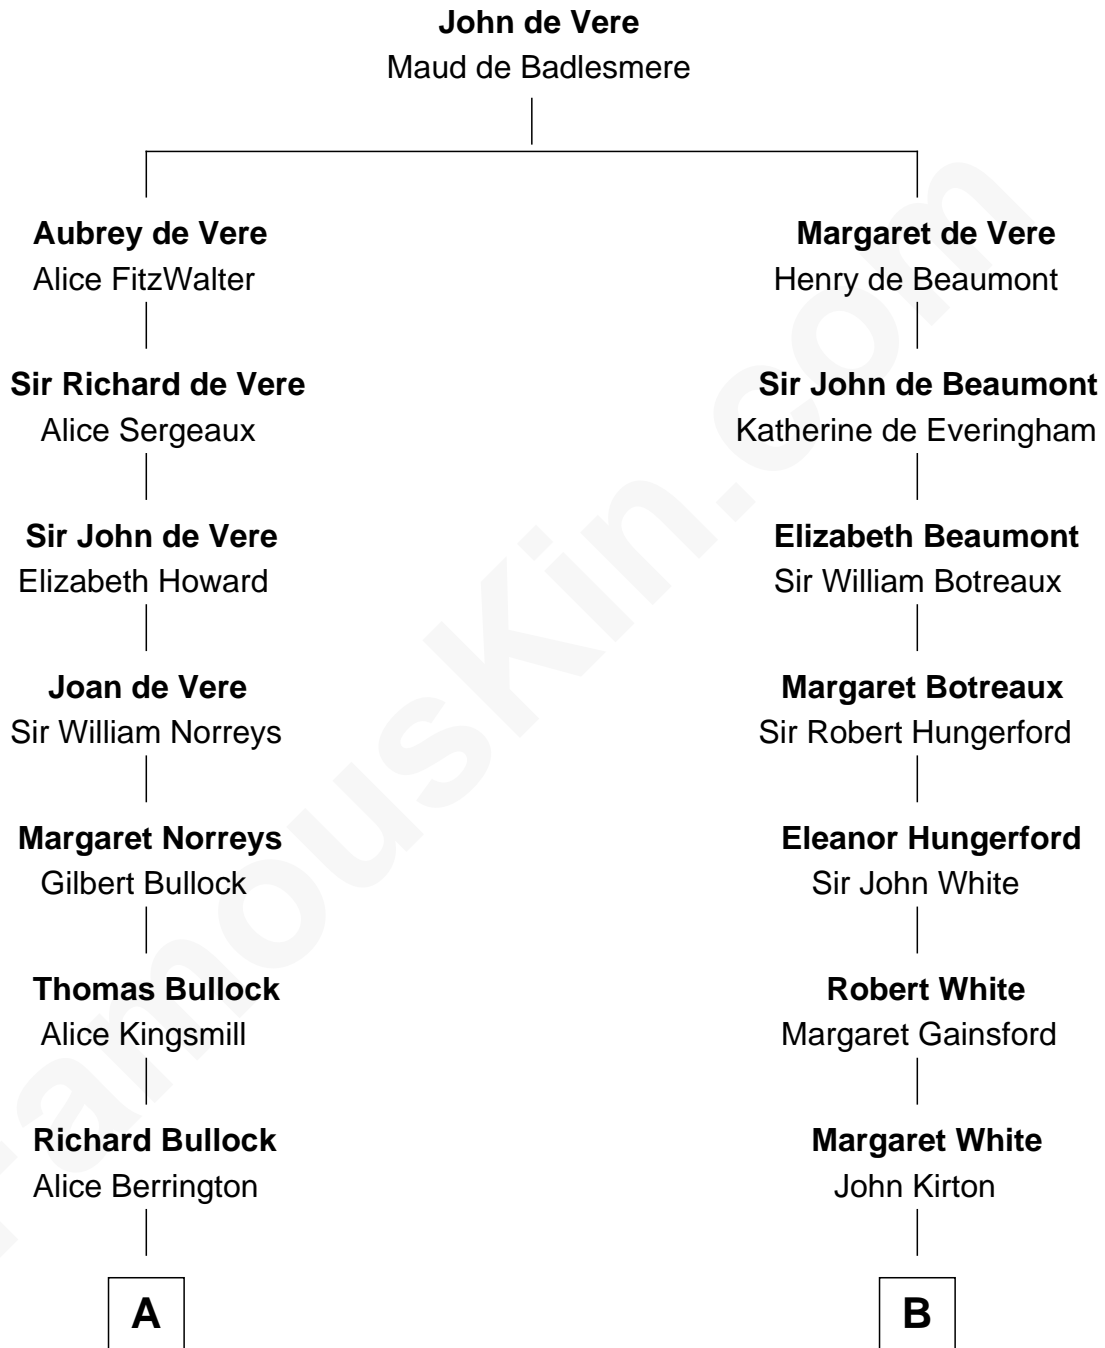 John de Vere
Maud de Badlesmere
Aubrey de Vere
Alice FitzWalter
Margaret de Vere
Henry de Beaumont
Sir Richard de Vere
Alice Sergeaux
Sir John de Beaumont
Katherine de Everingham
Sir John de Vere
Elizabeth Howard
Elizabeth Beaumont
Sir William Botreaux
Joan de Vere
Sir William Norreys
Margaret Botreaux
Sir Robert Hungerford
Margaret Norreys
Gilbert Bullock
Eleanor Hungerford
Sir John White
Thomas Bullock
Alice Kingsmill
Robert White
Margaret Gainsford
Richard Bullock
Alice Berrington
Margaret White
John Kirton
A
B
FamousKin.com